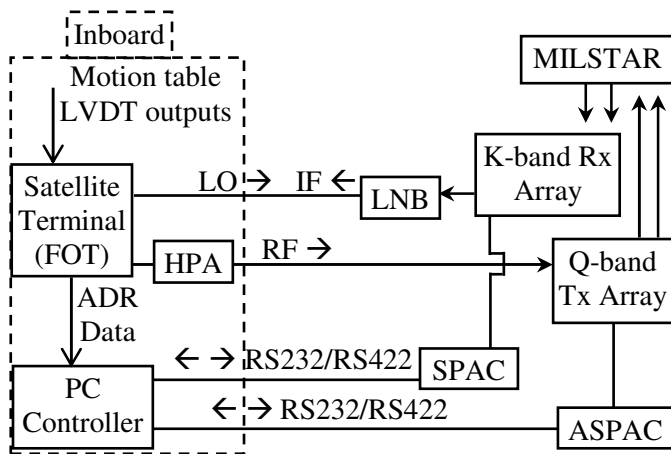 Inboard
Motion table
LVDT outputs
MILSTAR
K-band Rx
Array
Satellite
Terminal
(FOT)
LO → IF ←
LNB
HPA
RF →
Q-band
Tx Array
ADR
Data
← → RS232/RS422
SPAC
PC
Controller
← → RS232/RS422
ASPAC